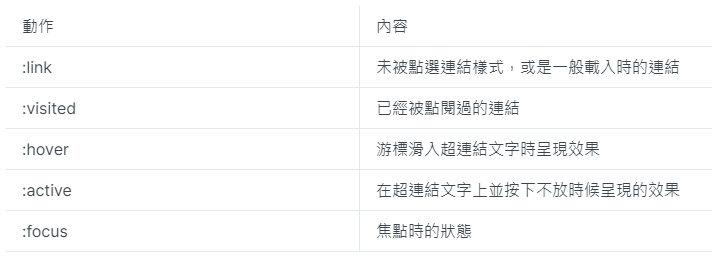 動作 內容
:link 未被點選連結樣式，或是一般載入時的連結
:visited 已經被點閱過的連結
:hover 游標滑入超連結文字時呈現效果
:active 在超連結文字上並按下不放時候呈現的效果
:focus 焦點時的狀態